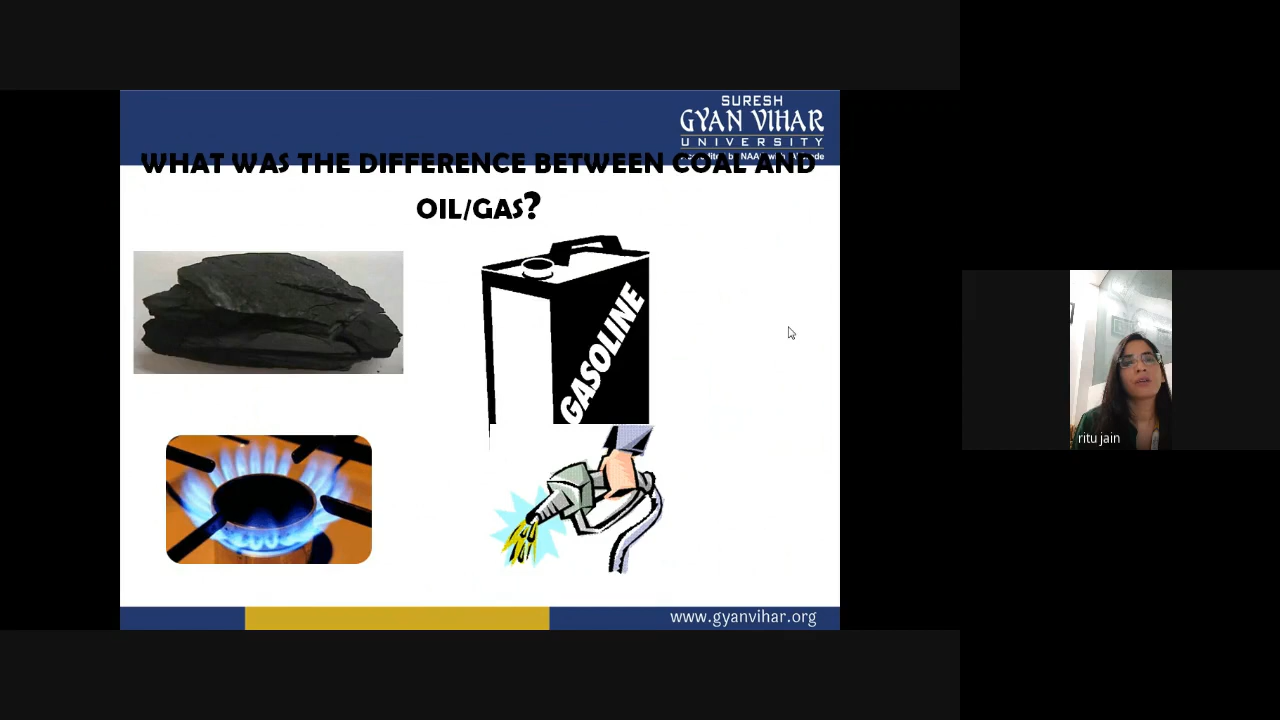 SURESH
GYAN VIHAR
UNIVERSITY
WHAT WAS THE DIFFERENCE BETWEEN COAL AND
OIL/GAS?
GASOLINE
ritu jain
www.gyanvihar.org